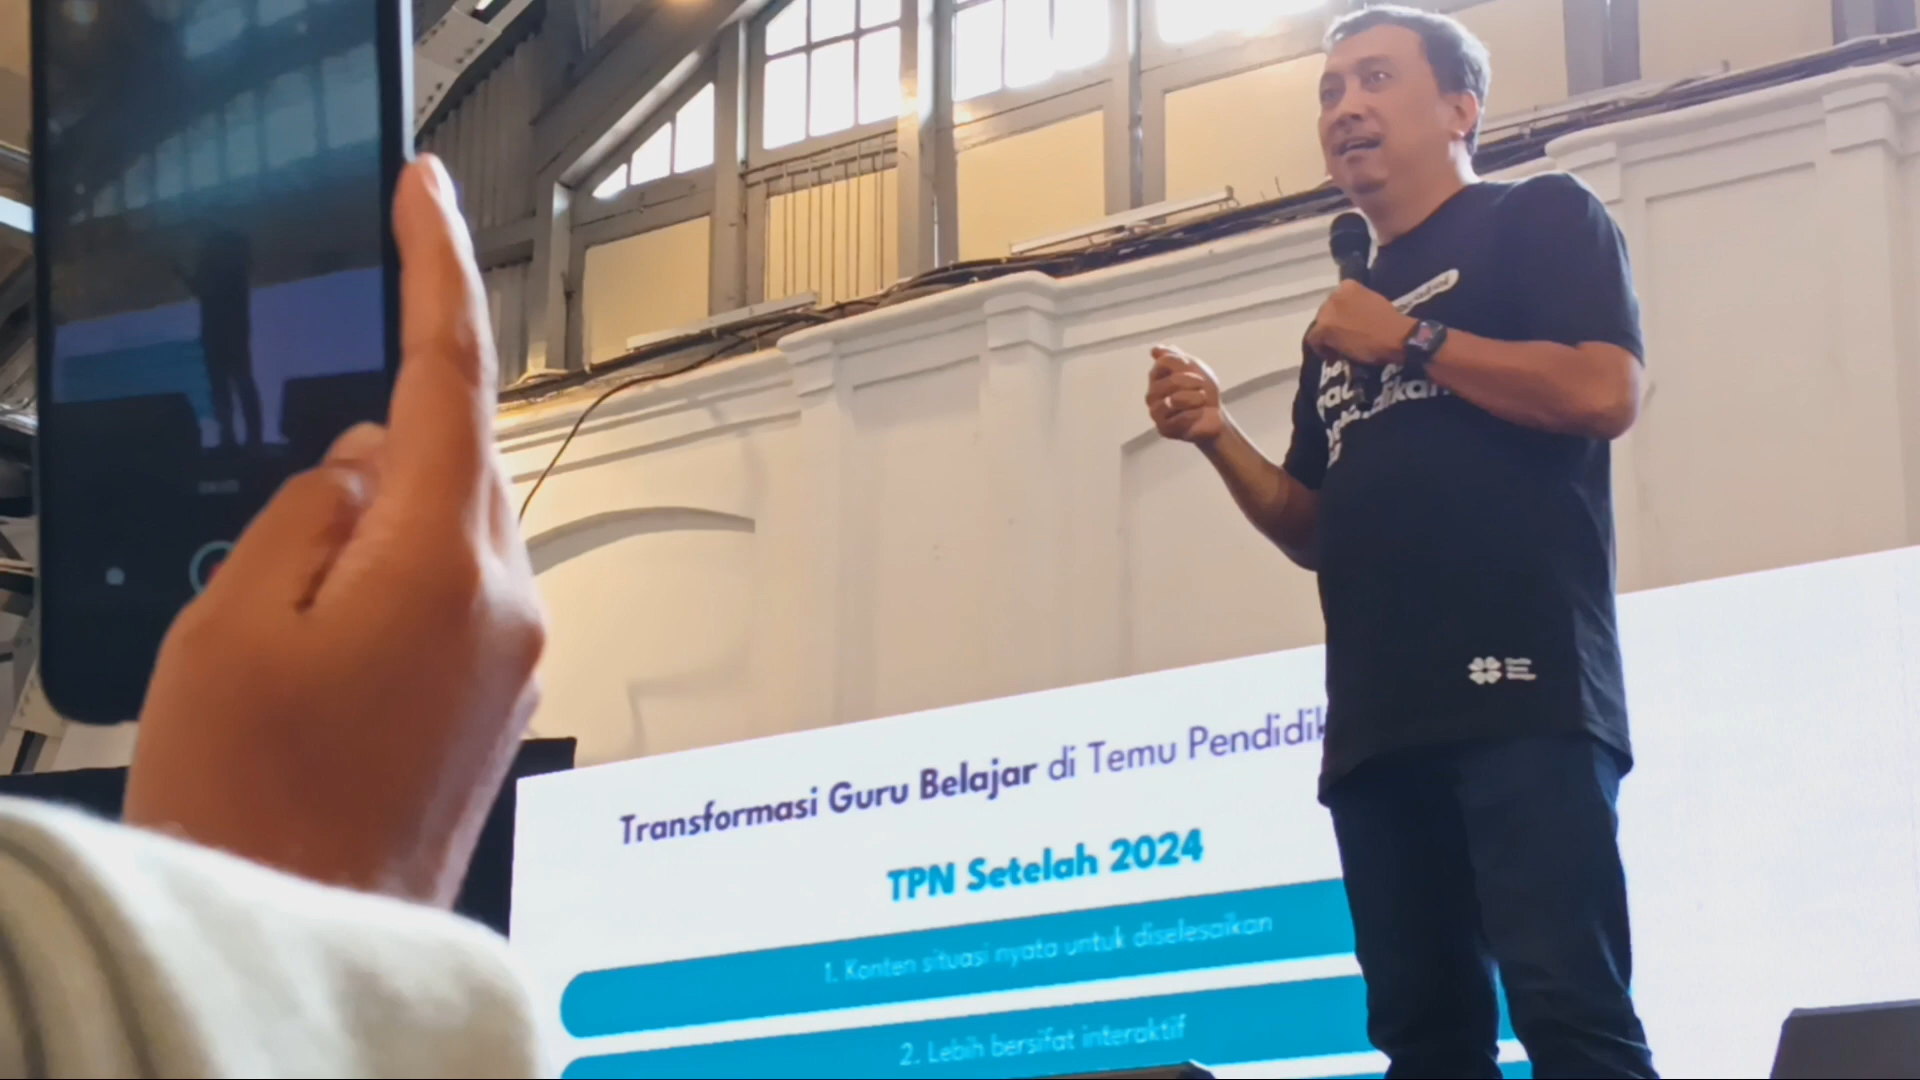 Transformasi Guru Belajar di Temu Pendidik
TPN Setelah 2024
1. Konten situasi nyata untuk diselesaikan
2. Lebih bersifat interaktif